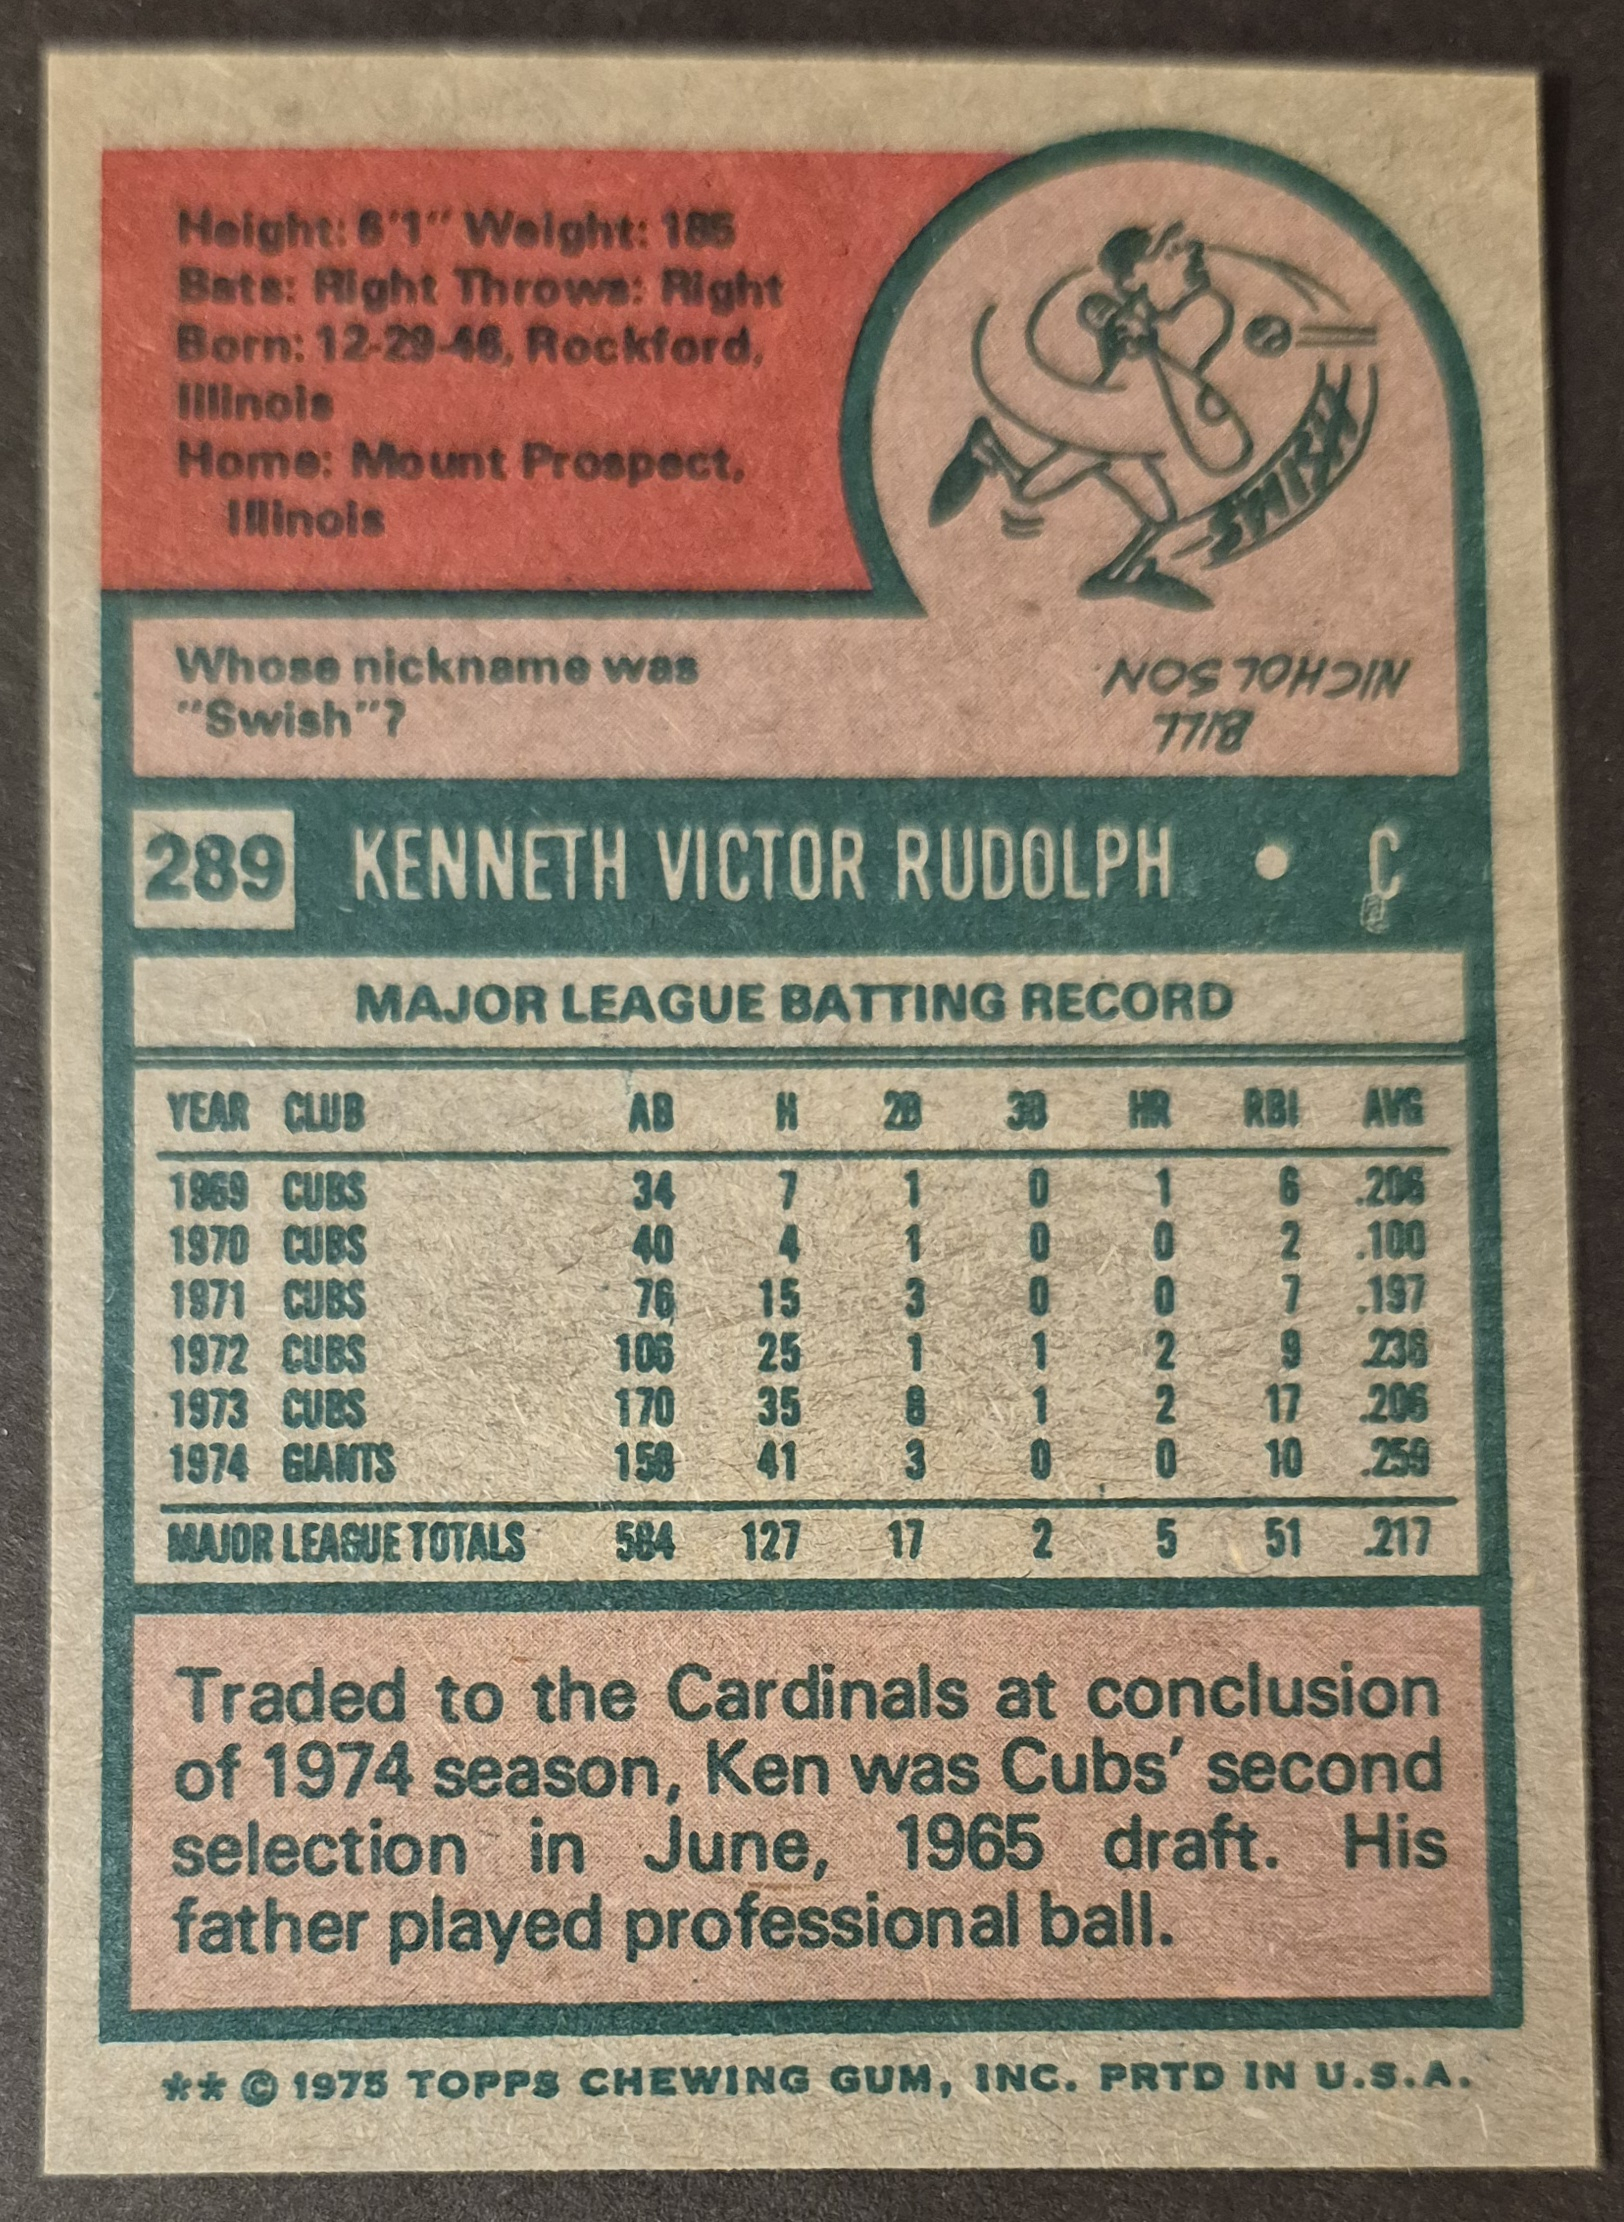 Height: 6'1" Weight: 185
Bats: Right Throws: Right
Born: 12-29-46, Rockford,
Illinois
Home: Mount Prospect,
Illinois
SWISH
Whose nickname was
"Swish"?
BILL
NICHOLSON
289 KENNETH VICTOR RUDOLPH • C
MAJOR LEAGUE BATTING RECORD
YEAR CLUB AB H 2B 3B HR RBI AVG
1969 CUBS 34 7 1 0 1 6 .206
1970 CUBS 40 4 1 0 0 2 .100
1971 CUBS 76 15 3 0 0 7 .197
1972 CUBS 106 25 1 1 2 9 .236
1973 CUBS 170 35 8 1 2 17 .206
1974 GIANTS 158 41 3 0 0 10 .259
MAJOR LEAGUE TOTALS 584 127 17 2 5 51 .217
Traded to the Cardinals at conclusion
of 1974 season, Ken was Cubs' second
selection in June, 1965 draft. His
father played professional ball.
** © 1975 TOPPS CHEWING GUM, INC. PRTD IN U.S.A.